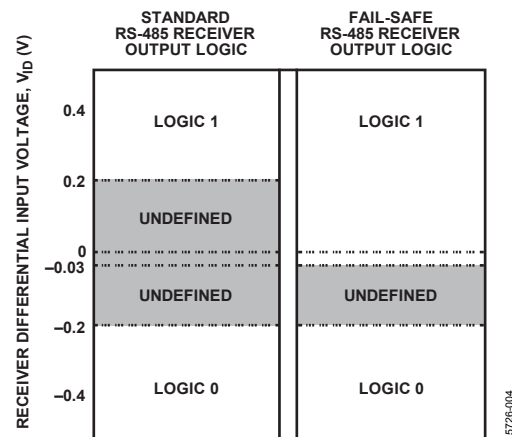 STANDARD
RS-485 RECEIVER
OUTPUT LOGIC
FAIL-SAFE
RS-485 RECEIVER
OUTPUT LOGIC
RECEIVER DIFFERENTIAL INPUT VOLTAGE, VID (V)
0.4
0.2
0
–0.03
–0.2
–0.4
LOGIC 1
UNDEFINED
UNDEFINED
LOGIC 0
LOGIC 1
UNDEFINED
LOGIC 0
5726-004